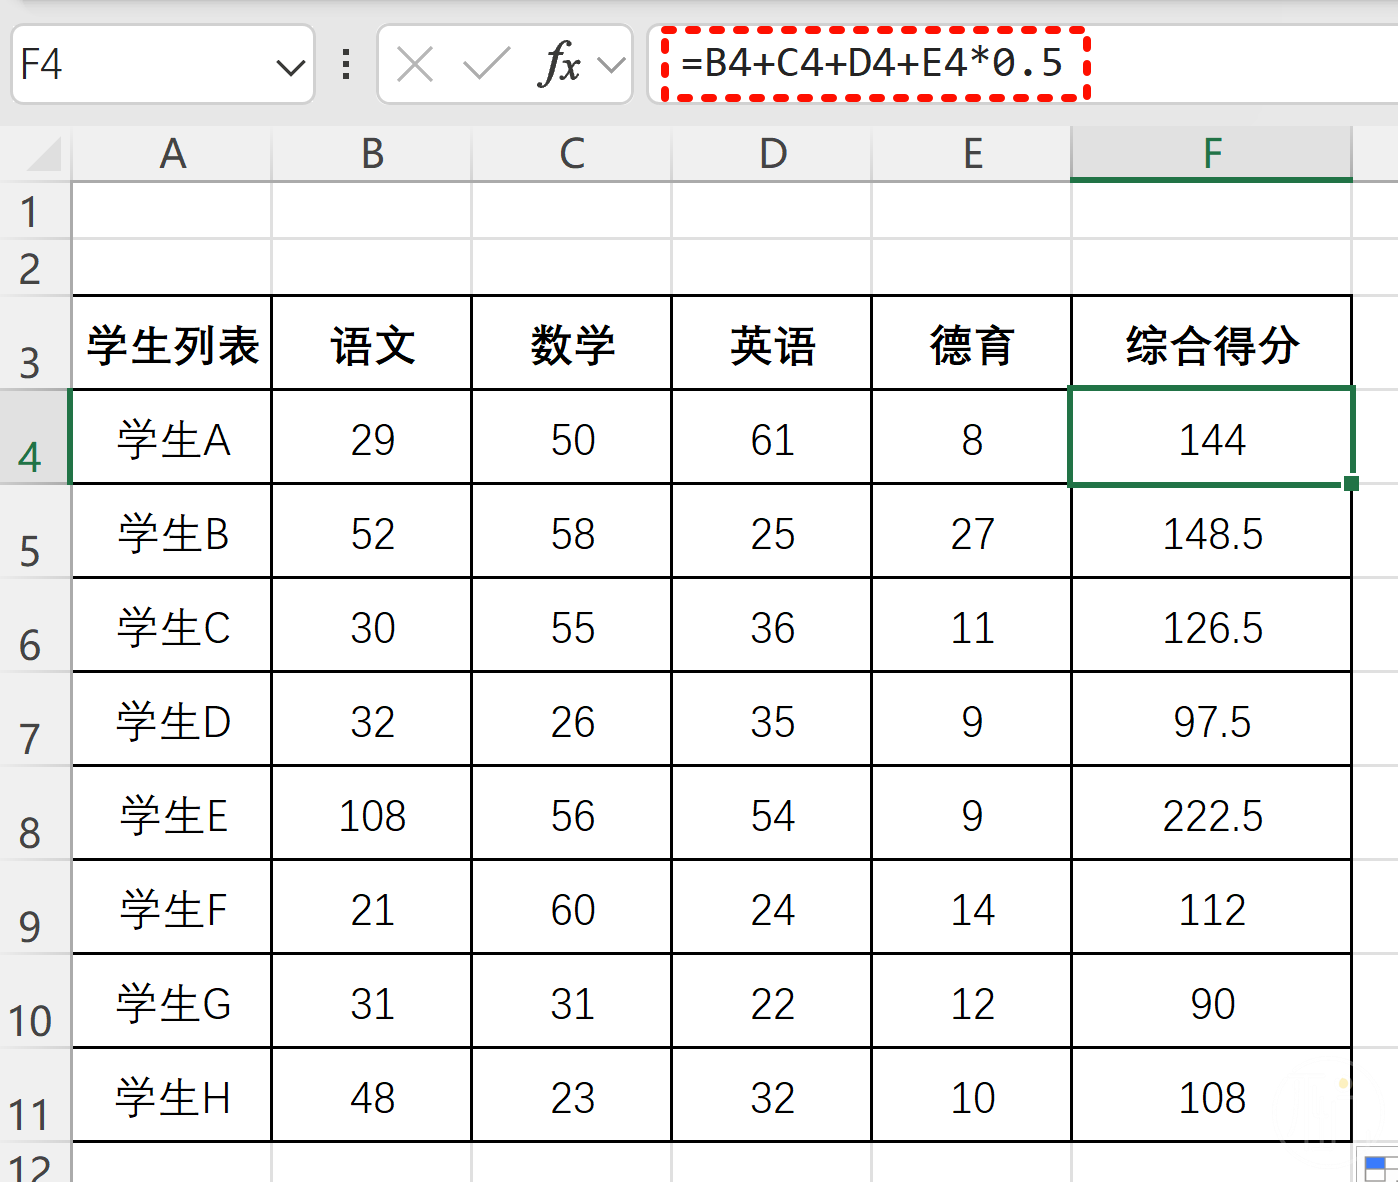 F4 fx =B4+C4+D4+E4*0.5
A B C D E F
1
2
3 学生列表 语文 数学 英语 德育 综合得分
4 学生A 29 50 61 8 144
5 学生B 52 58 25 27 148.5
6 学生C 30 55 36 11 126.5
7 学生D 32 26 35 9 97.5
8 学生E 108 56 54 9 222.5
9 学生F 21 60 24 14 112
10 学生G 31 31 22 12 90
11 学生H 48 23 32 10 108
12